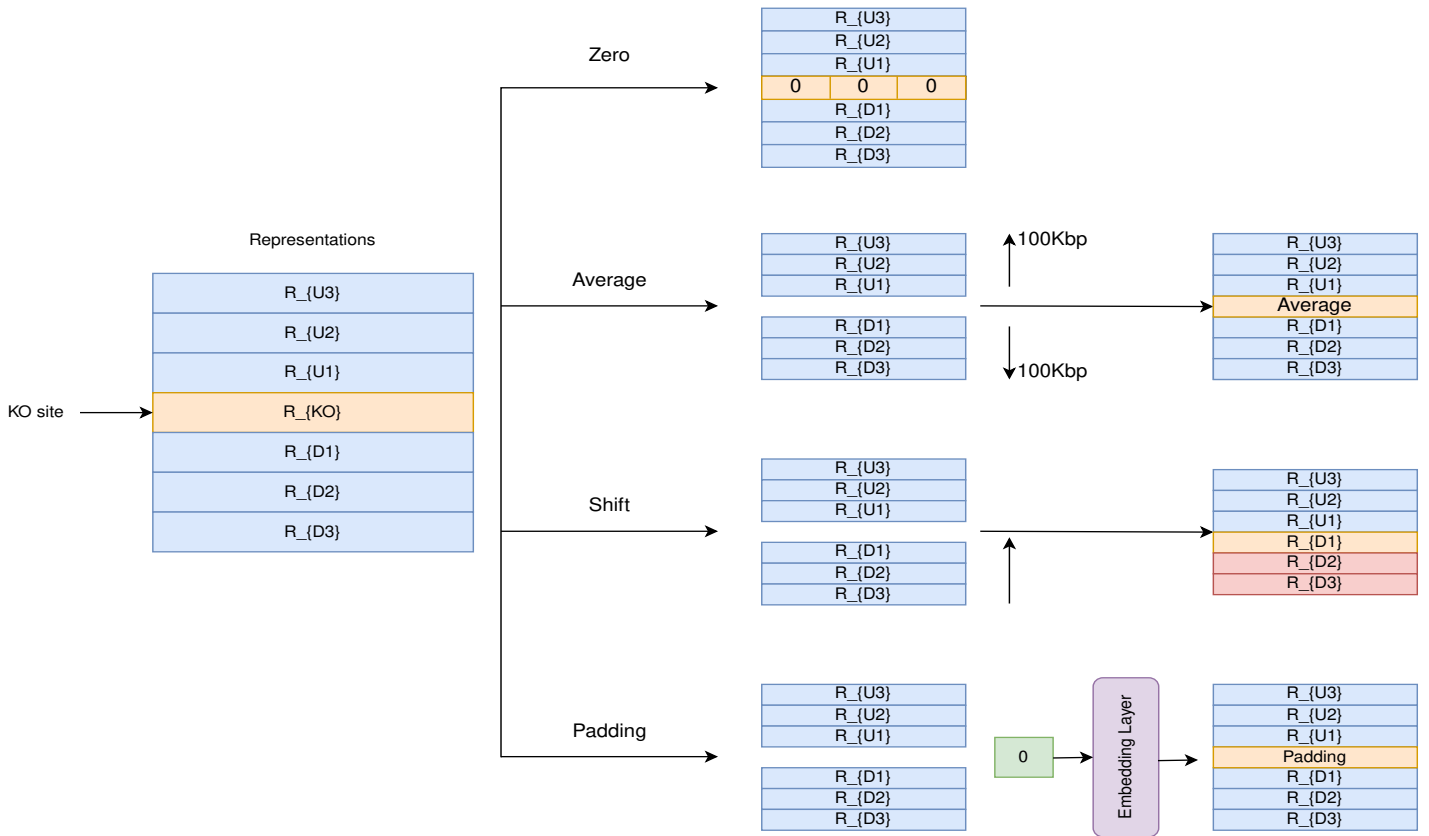 Representations
KO site
R_{U3}
R_{U2}
R_{U1}
R_{KO}
R_{D1}
R_{D2}
R_{D3}
Zero
R_{U3}
R_{U2}
R_{U1}
0 0 0
R_{D1}
R_{D2}
R_{D3}
Average
R_{U3}
R_{U2}
R_{U1}
R_{D1}
R_{D2}
R_{D3}
100Kbp
100Kbp
R_{U3}
R_{U2}
R_{U1}
Average
R_{D1}
R_{D2}
R_{D3}
Shift
R_{U3}
R_{U2}
R_{U1}
R_{D1}
R_{D2}
R_{D3}
R_{U3}
R_{U2}
R_{U1}
R_{D1}
R_{D2}
R_{D3}
Padding
R_{U3}
R_{U2}
R_{U1}
R_{D1}
R_{D2}
R_{D3}
0
Embedding Layer
R_{U3}
R_{U2}
R_{U1}
Padding
R_{D1}
R_{D2}
R_{D3}